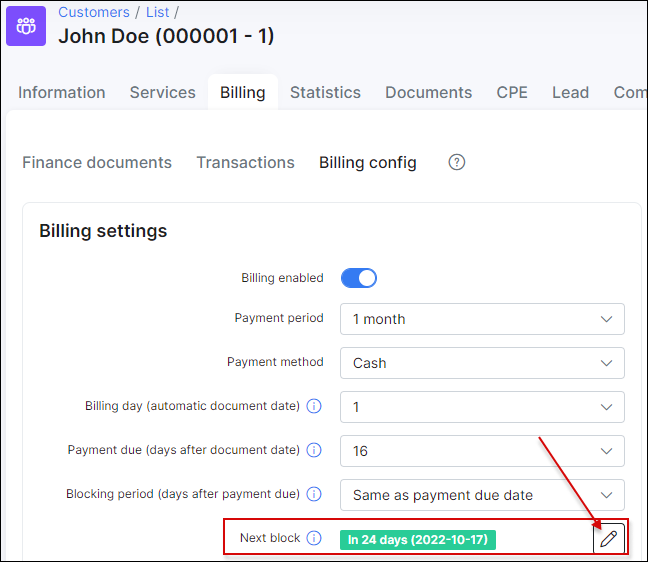 Customers / List /
John Doe (000001 - 1)
Information Services Billing Statistics Documents CPE Lead Com
Finance documents Transactions Billing config ?
Billing settings
Billing enabled
Payment period 1 month
Payment method Cash
Billing day (automatic document date) i 1
Payment due (days after document date) i 16
Blocking period (days after payment due) i Same as payment due date
Next block i In 24 days (2022-10-17)